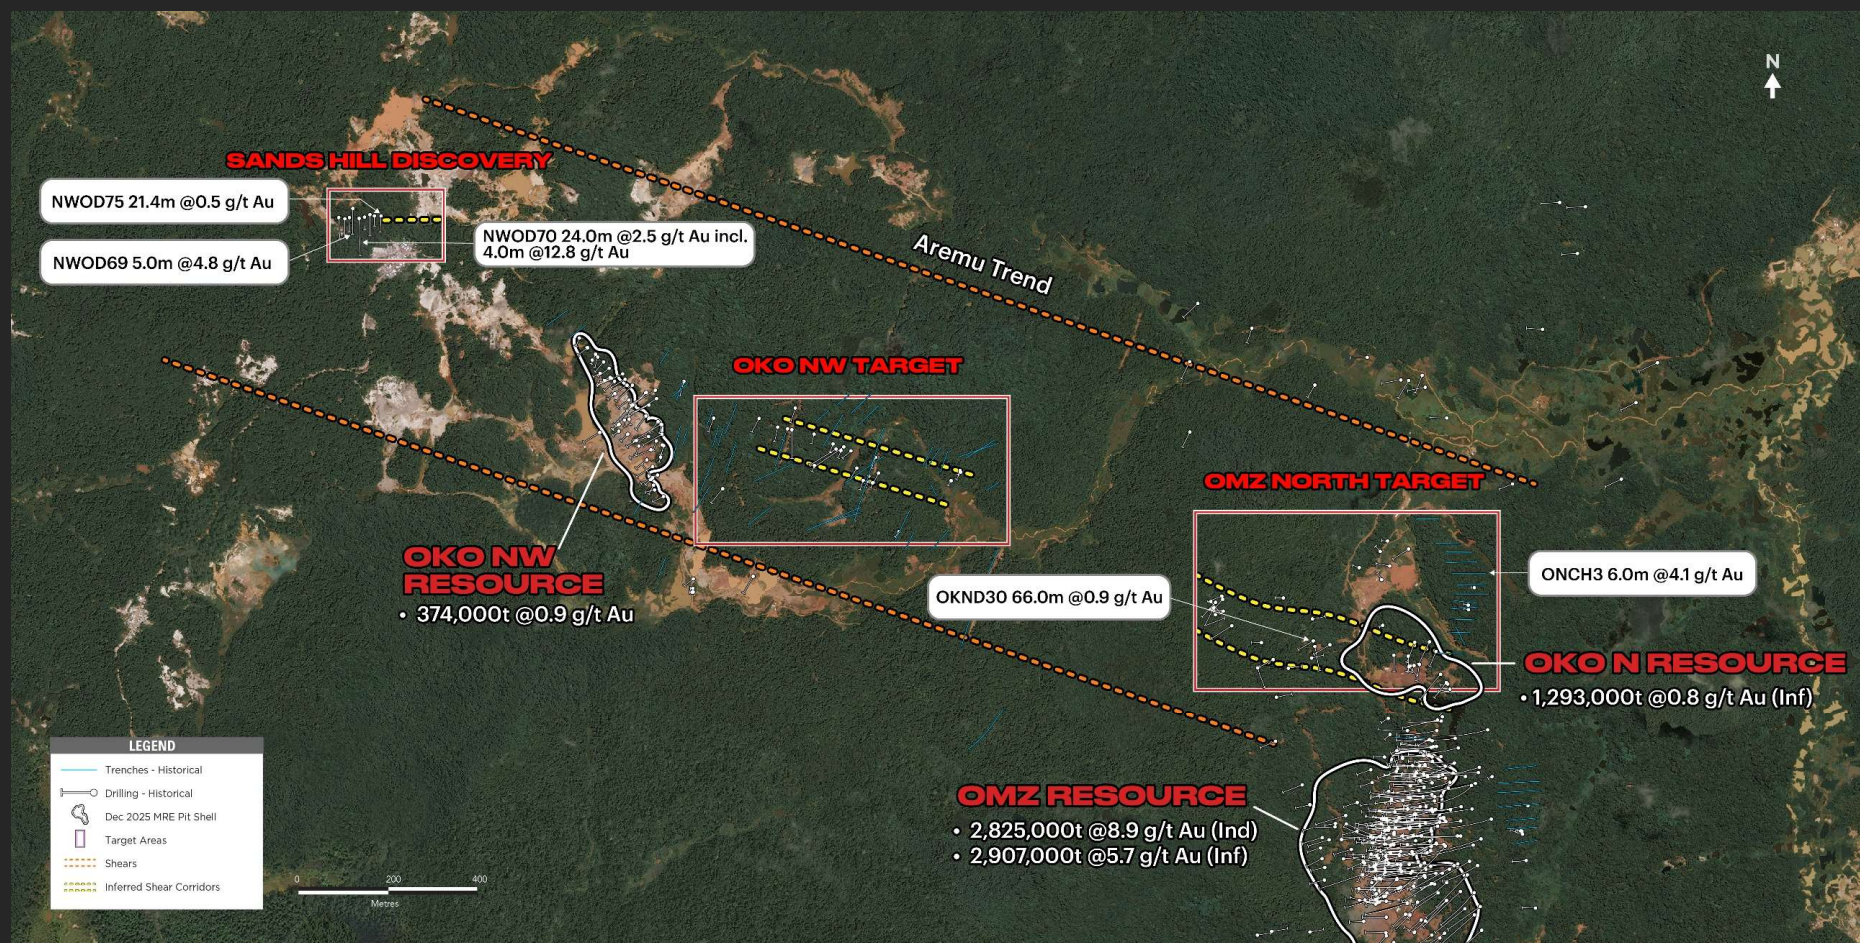 N
SANDS HILL DISCOVERY
NWOD75 21.4m @0.5 g/t Au
NWOD70 24.0m @2.5 g/t Au incl.
4.0m @12.8 g/t Au
NWOD69 5.0m @4.8 g/t Au
Aremu Trend
OKO NW TARGET
OMZ NORTH TARGET
OKO NW
RESOURCE
• 374,000t @0.9 g/t Au
OKND30 66.0m @0.9 g/t Au
ONCH3 6.0m @4.1 g/t Au
OKO N RESOURCE
• 1,293,000t @0.8 g/t Au (Inf)
OMZ RESOURCE
• 2,825,000t @8.9 g/t Au (Ind)
• 2,907,000t @5.7 g/t Au (Inf)
LEGEND
Trenches - Historical
Drilling - Historical
Dec 2025 MRE Pit Shell
Target Areas
Shears
Inferred Shear Corridors
0 200 400
Metres